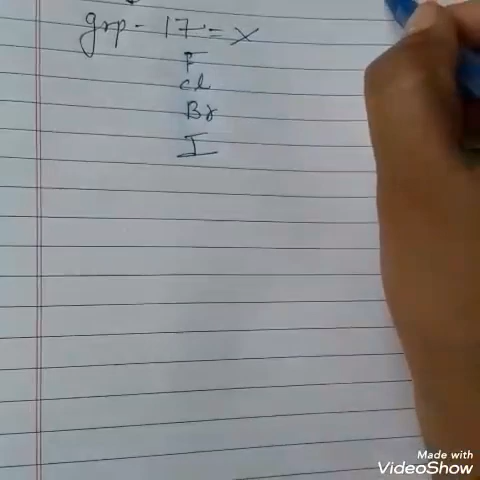 grp - 17 = X
F
Cl
Br
I
Made with
VideoShow